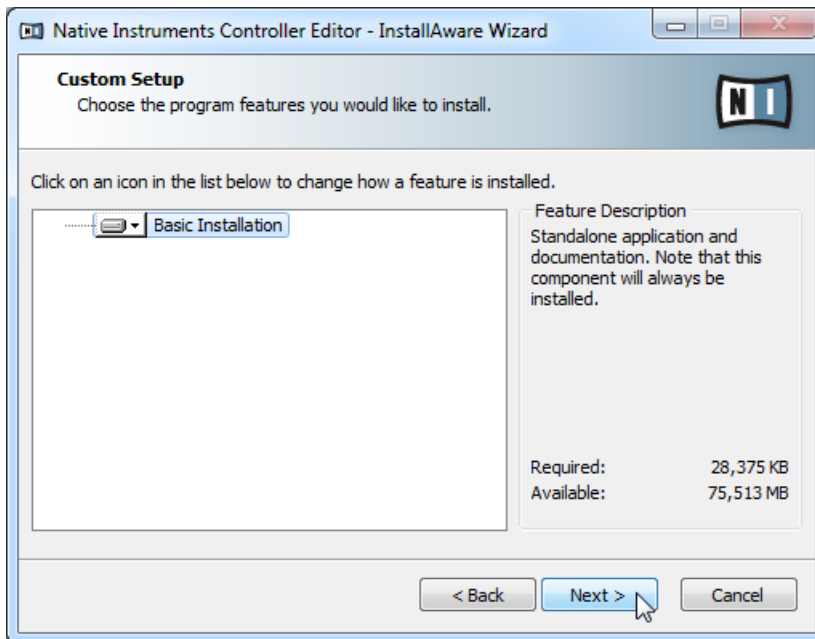 Native Instruments Controller Editor - InstallAware Wizard
Custom Setup
Choose the program features you would like to install.
NI
Click on an icon in the list below to change how a feature is installed.
Basic Installation
Feature Description
Standalone application and
documentation. Note that this
component will always be
installed.
Required: 28,375 KB
Available: 75,513 MB
< Back
Next >
Cancel